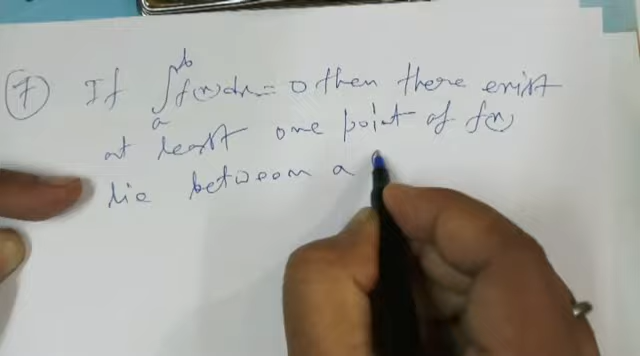 7 If ∫ₐᵇ f(x)dx = 0 then there exist
at least one point of f(x)
lie between a